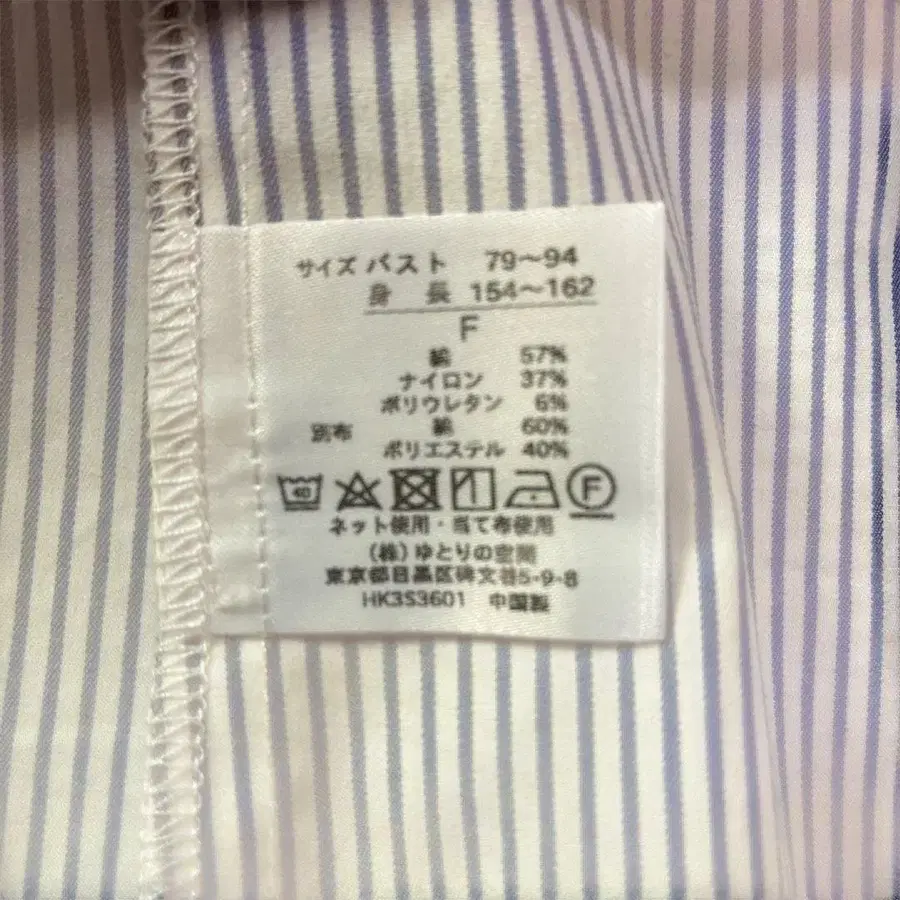 サイズ バスト 79～94
身長 154～162
F
綿 57%
ナイロン 37%
ポリウレタン 6%
別布 綿 60%
ポリエステル 40%
40 F
ネット使用・当て布使用
(株)ゆとりの空間
東京都目黒区碑文谷5-9-8
HK3S3601 中国製